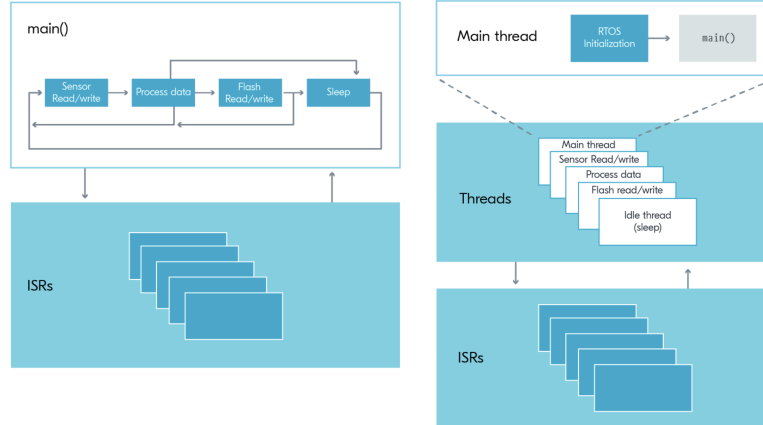 main()
Sensor
Read/write
Process data
Flash
Read/write
Sleep
ISRs
Main thread
RTOS
Initialization
main()
Threads
Main thread
Sensor Read/write
Process data
Flash read/write
Idle thread
(sleep)
ISRs